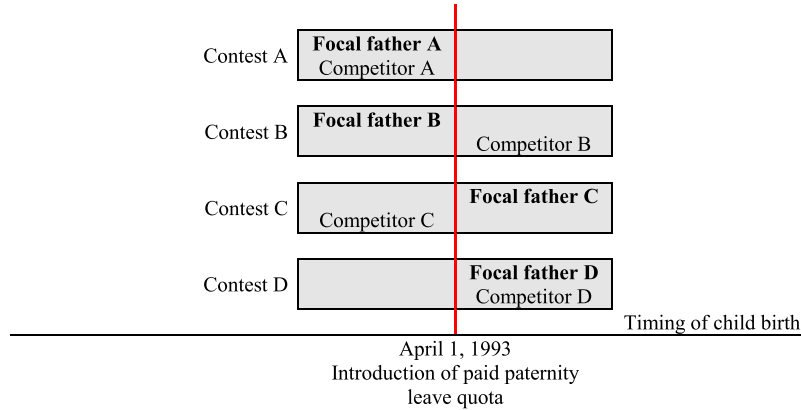 Contest A
Focal father A
Competitor A
Contest B
Focal father B
Competitor B
Contest C
Focal father C
Competitor C
Contest D
Focal father D
Competitor D
Timing of child birth
April 1, 1993
Introduction of paid paternity
leave quota